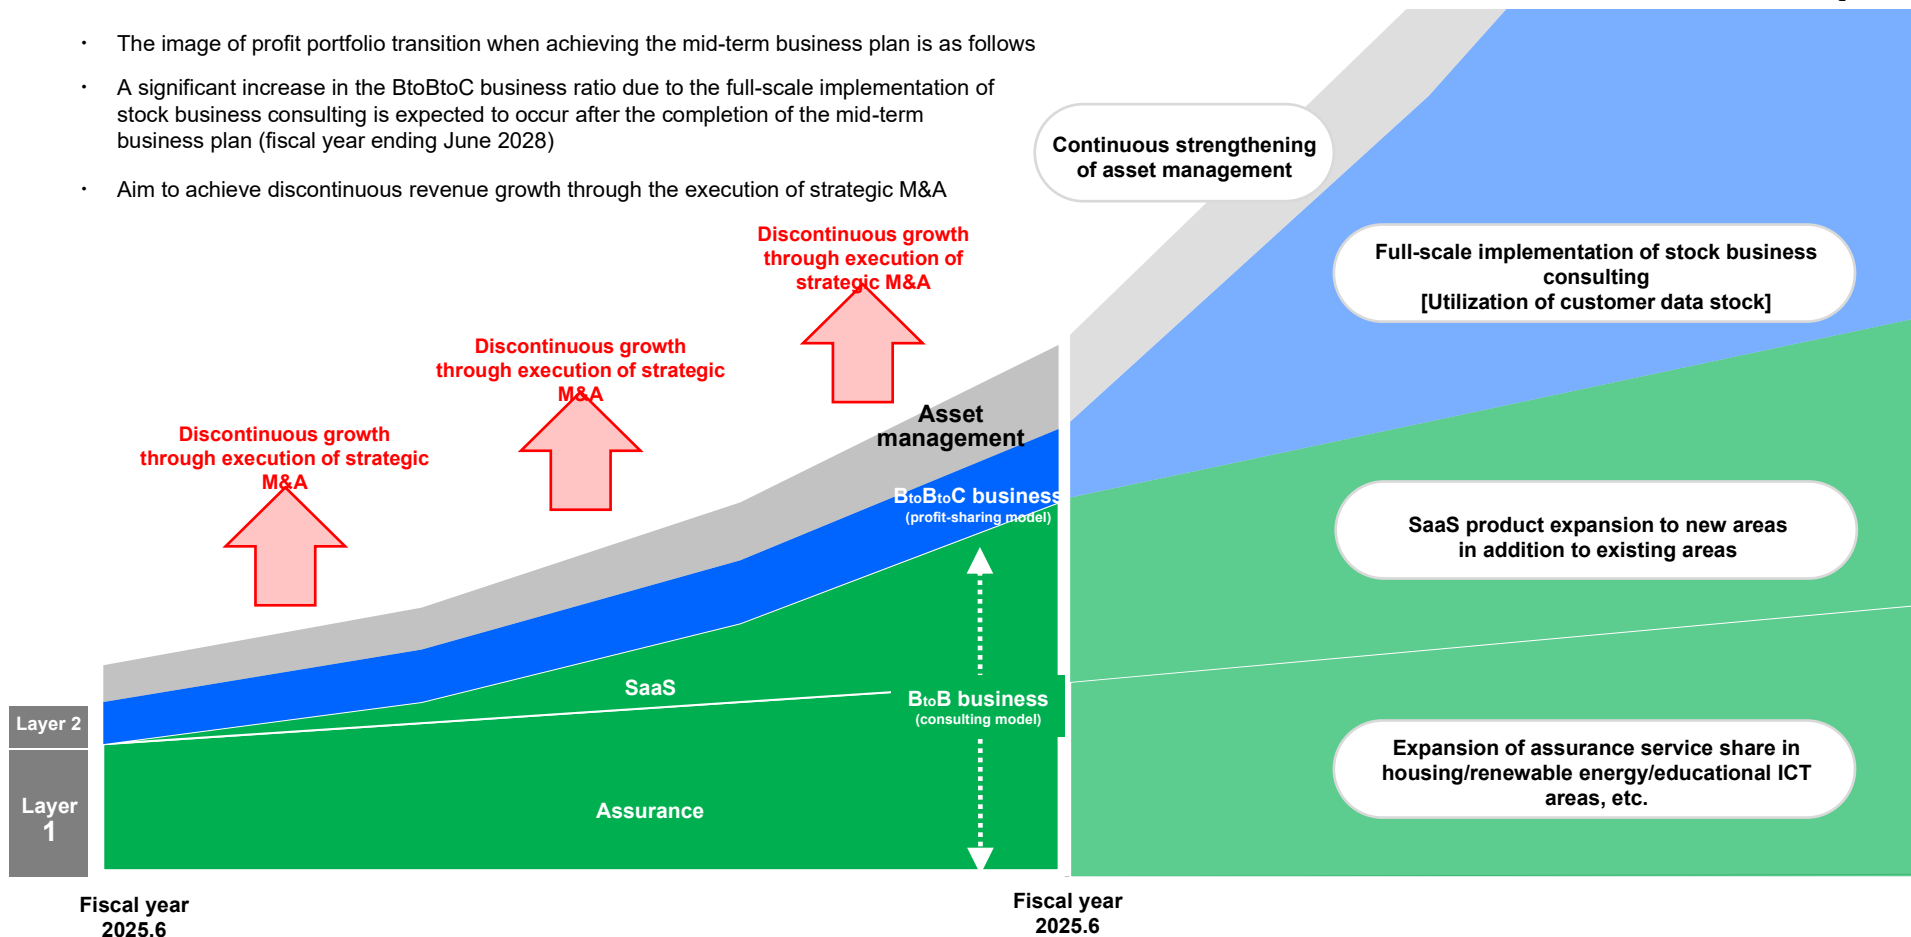 ・ The image of profit portfolio transition when achieving the mid-term business plan is as follows
・ A significant increase in the BtoBtoC business ratio due to the full-scale implementation of
stock business consulting is expected to occur after the completion of the mid-term
business plan (fiscal year ending June 2028)
・ Aim to achieve discontinuous revenue growth through the execution of strategic M&A
Continuous strengthening
of asset management
Discontinuous growth
through execution of
strategic M&A
Full-scale implementation of stock business
consulting
[Utilization of customer data stock]
Discontinuous growth
through execution of strategic
M&A
Discontinuous growth
through execution of strategic
M&A
Asset
management
BtoBtoC business
(profit-sharing model)
SaaS product expansion to new areas
in addition to existing areas
SaaS
BtoB business
(consulting model)
Layer 2
Layer
1
Assurance
Expansion of assurance service share in
housing/renewable energy/educational ICT
areas, etc.
Fiscal year
2025.6
Fiscal year
2025.6